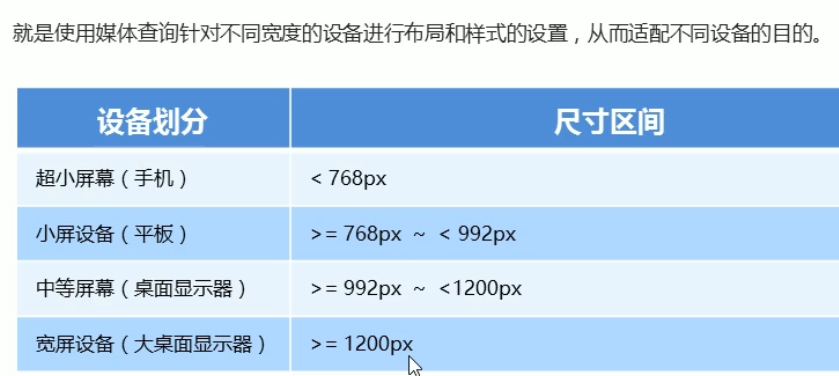 就是使用媒体查询针对不同宽度的设备进行布局和样式的设置，从而适配不同设备的目的。
设备划分 尺寸区间
超小屏幕（手机） < 768px
小屏设备（平板） >= 768px ~ < 992px
中等屏幕（桌面显示器） >= 992px ~ <1200px
宽屏设备（大桌面显示器） >= 1200px